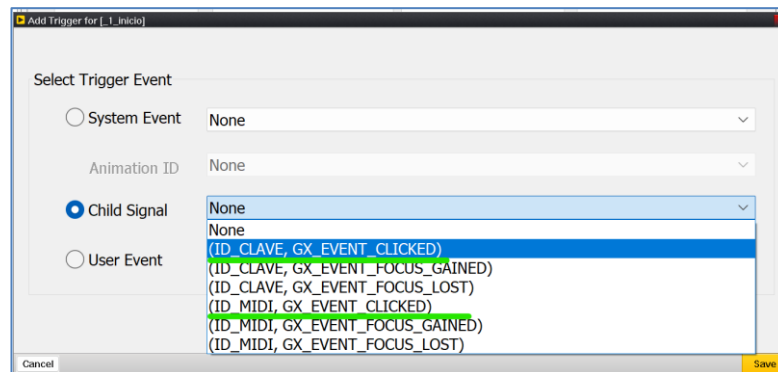 Add Trigger for [_1_inicio]
Select Trigger Event
System Event None
Animation ID None
Child Signal None
None
(ID_CLAVE, GX_EVENT_CLICKED)
(ID_CLAVE, GX_EVENT_FOCUS_GAINED)
User Event
(ID_CLAVE, GX_EVENT_FOCUS_LOST)
(ID_MIDI, GX_EVENT_CLICKED)
(ID_MIDI, GX_EVENT_FOCUS_GAINED)
(ID_MIDI, GX_EVENT_FOCUS_LOST)
Cancel Save